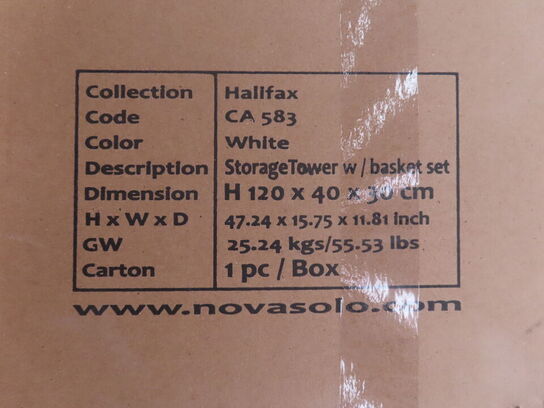 Collection Halifax
Code CA 583
Color White
Description StorageTower w / basket set
Dimension H 120 x 40 x 30 cm
H x W x D 47.24 x 15.75 x 11.81 inch
GW 25.24 kgs/55.53 lbs
Carton 1 pc / Box
www.novasolo.com